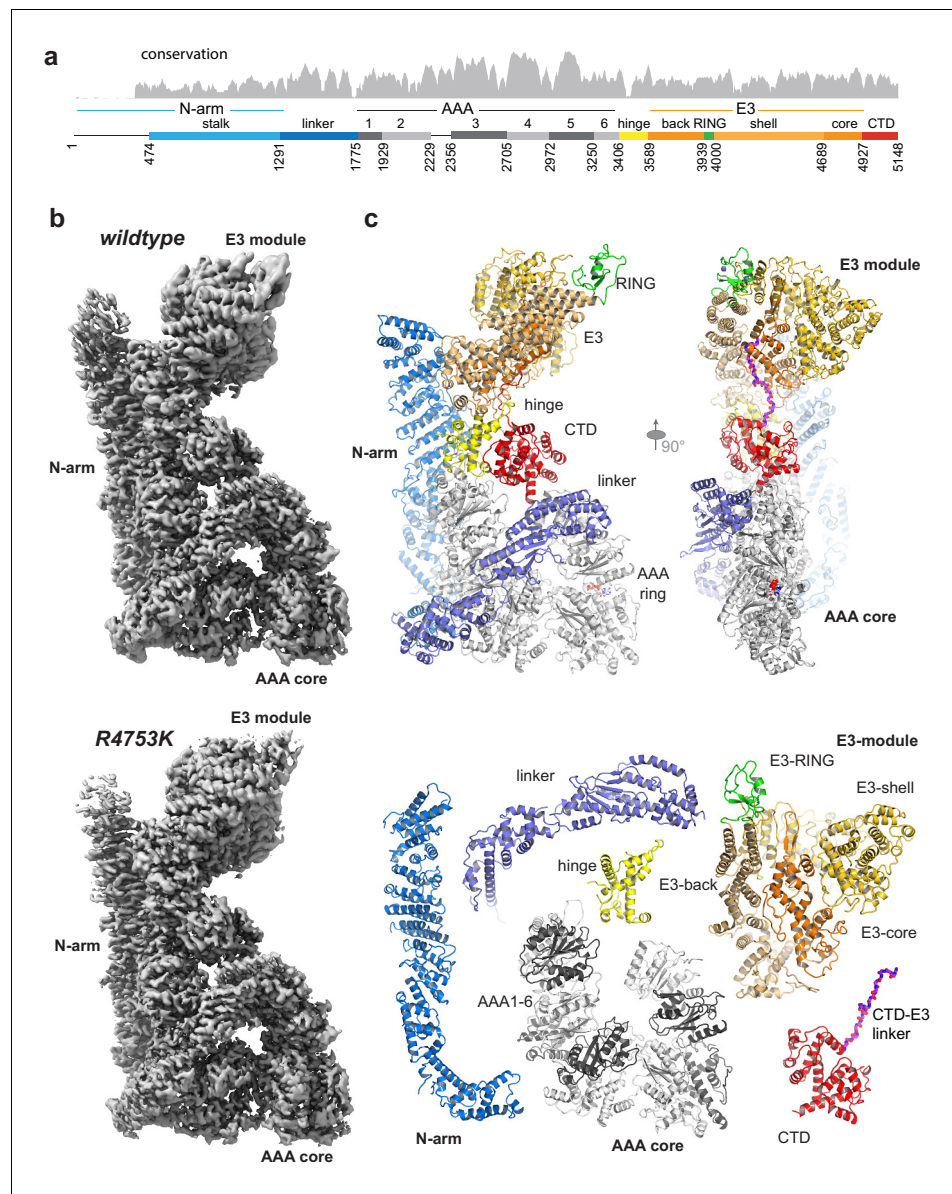 a
conservation
N-arm AAA E3
stalk linker 1 2 3 4 5 6 hinge back RING shell core CTD
1 474 1291 1775 1929 2229 2356 2705 2972 3250 3406 3589 3939 4000 4689 4927 5148
b
wildtype
E3 module
N-arm
AAA core
c
RING
E3
hinge
CTD
N-arm
linker
AAA
ring
90°
E3 module
AAA core
R4753K
E3 module
N-arm
AAA core
linker
hinge
AAA1-6
N-arm
AAA core
E3-module
E3-RING
E3-shell
E3-back
E3-core
CTD-E3
linker
CTD